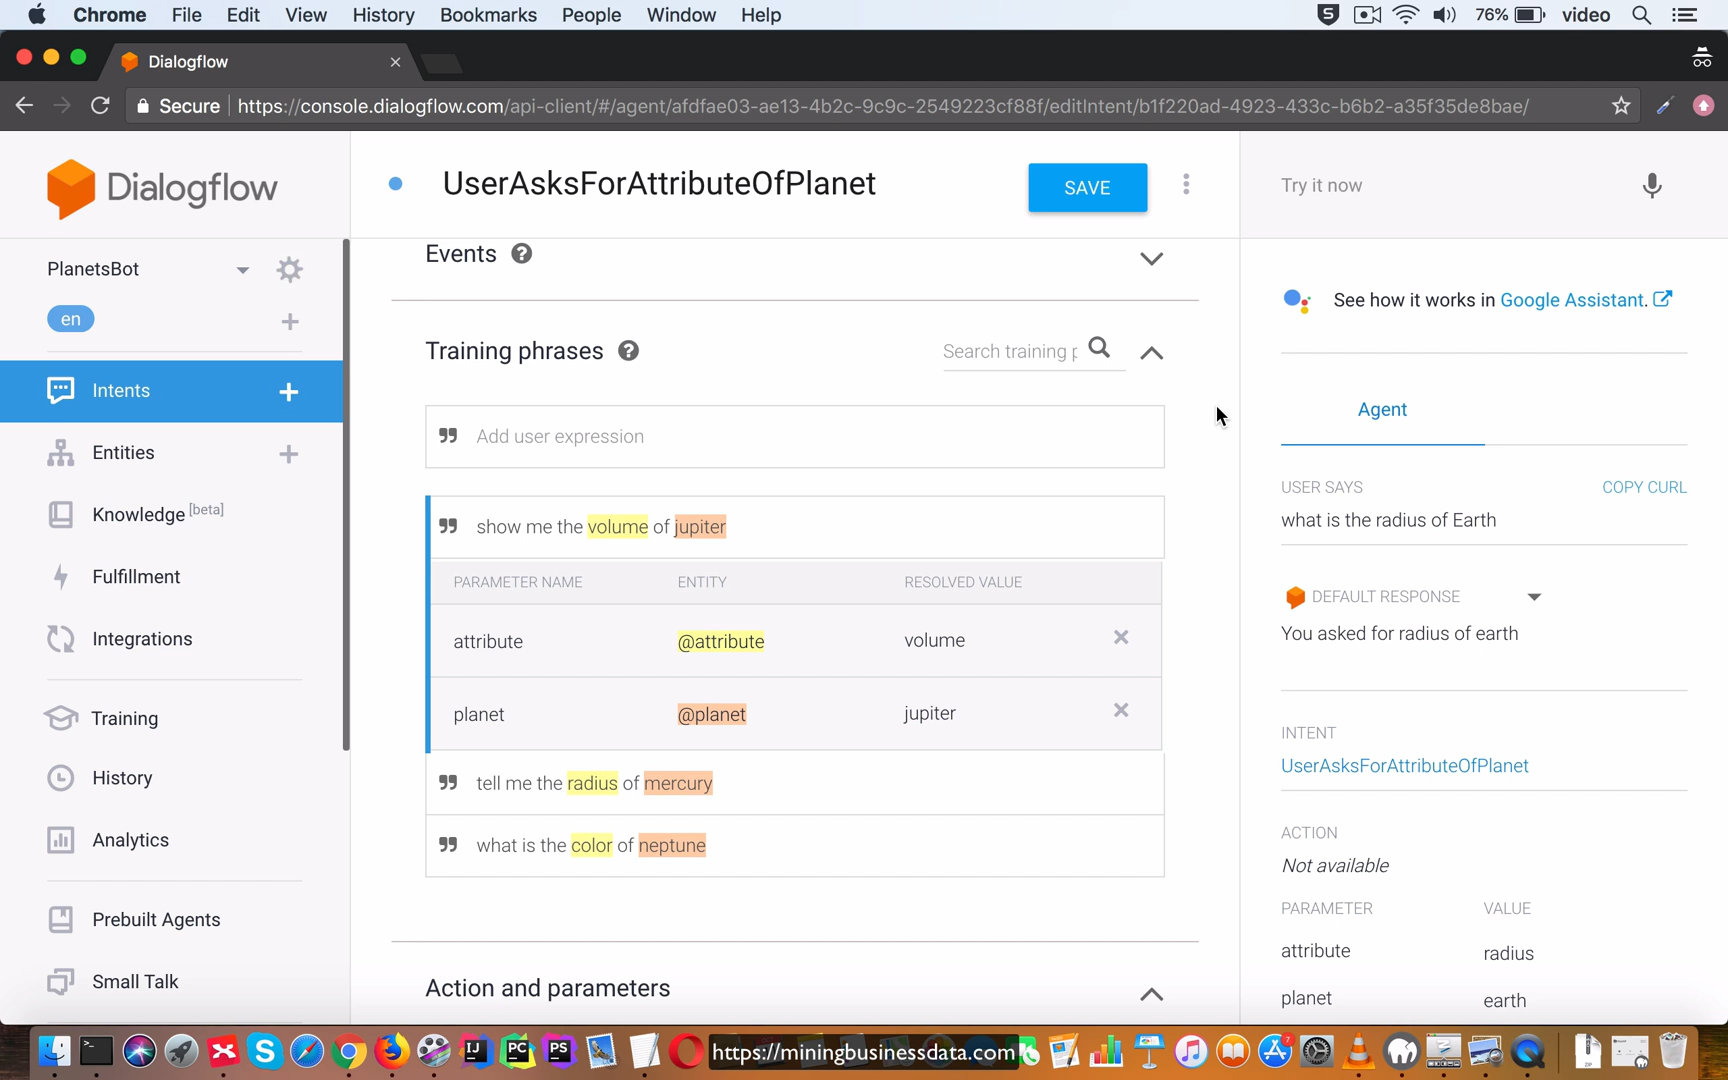 Chrome File Edit View History Bookmarks People Window Help 76% video
Dialogflow
Secure https://console.dialogflow.com/api-client/#/agent/afdfae03-ae13-4b2c-9c9c-2549223cf88f/editIntent/b1f220ad-4923-433c-b6b2-a35f35de8bae/
Dialogflow
UserAsksForAttributeOfPlanet
SAVE
Try it now
PlanetsBot
en
Intents
Entities
Knowledge [beta]
Fulfillment
Integrations
Training
History
Analytics
Prebuilt Agents
Small Talk
Events
Training phrases
Search training
Add user expression
show me the volume of jupiter
PARAMETER NAME ENTITY RESOLVED VALUE
attribute @attribute volume
planet @planet jupiter
tell me the radius of mercury
what is the color of neptune
Action and parameters
See how it works in Google Assistant.
Agent
USER SAYS COPY CURL
what is the radius of Earth
DEFAULT RESPONSE
You asked for radius of earth
INTENT
UserAsksForAttributeOfPlanet
ACTION
Not available
PARAMETER VALUE
attribute radius
planet earth
IJ PC PS
https://miningbusinessdata.com